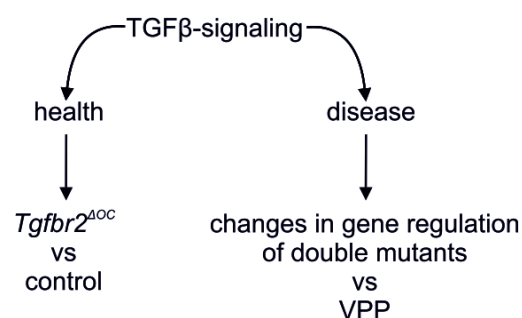 TGFβ-signaling
health
disease
Tgfbr2ΔOC
vs
control
changes in gene regulation
of double mutants
vs
VPP